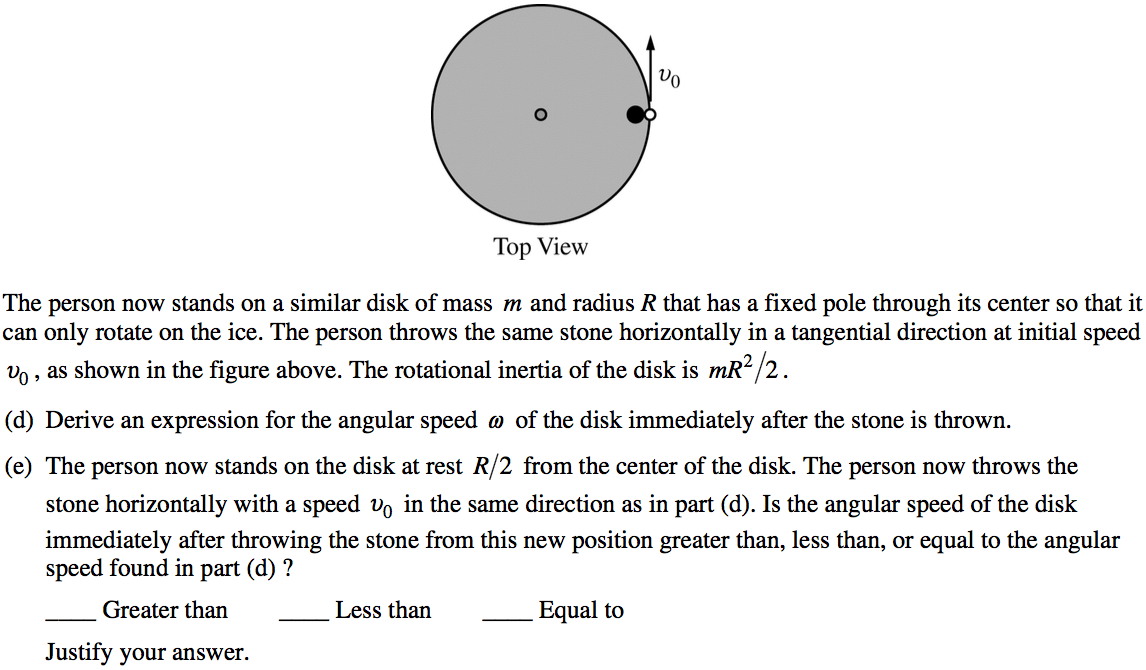 v₀
Top View
The person now stands on a similar disk of mass m and radius R that has a fixed pole through its center so that it
can only rotate on the ice. The person throws the same stone horizontally in a tangential direction at initial speed
v₀ , as shown in the figure above. The rotational inertia of the disk is mR²/2 .
(d) Derive an expression for the angular speed ω of the disk immediately after the stone is thrown.
(e) The person now stands on the disk at rest R/2 from the center of the disk. The person now throws the
stone horizontally with a speed v₀ in the same direction as in part (d). Is the angular speed of the disk
immediately after throwing the stone from this new position greater than, less than, or equal to the angular
speed found in part (d) ?
____ Greater than ____ Less than ____ Equal to
Justify your answer.